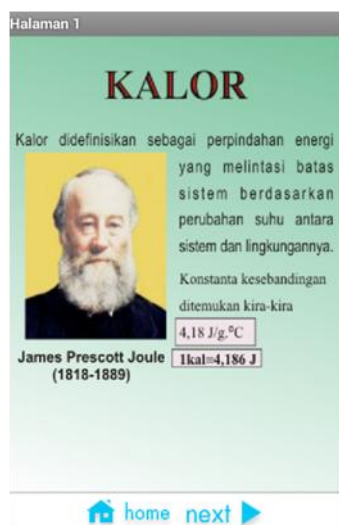 Halaman 1
KALOR
Kalor didefinisikan sebagai perpindahan energi
yang melintasi batas
sistem berdasarkan
perubahan suhu antara
sistem dan lingkungannya.
Konstanta kesebandingan
ditemukan kira-kira
4,18 J/g.⁰C
1kal=4,186 J
James Prescott Joule
(1818-1889)
home next